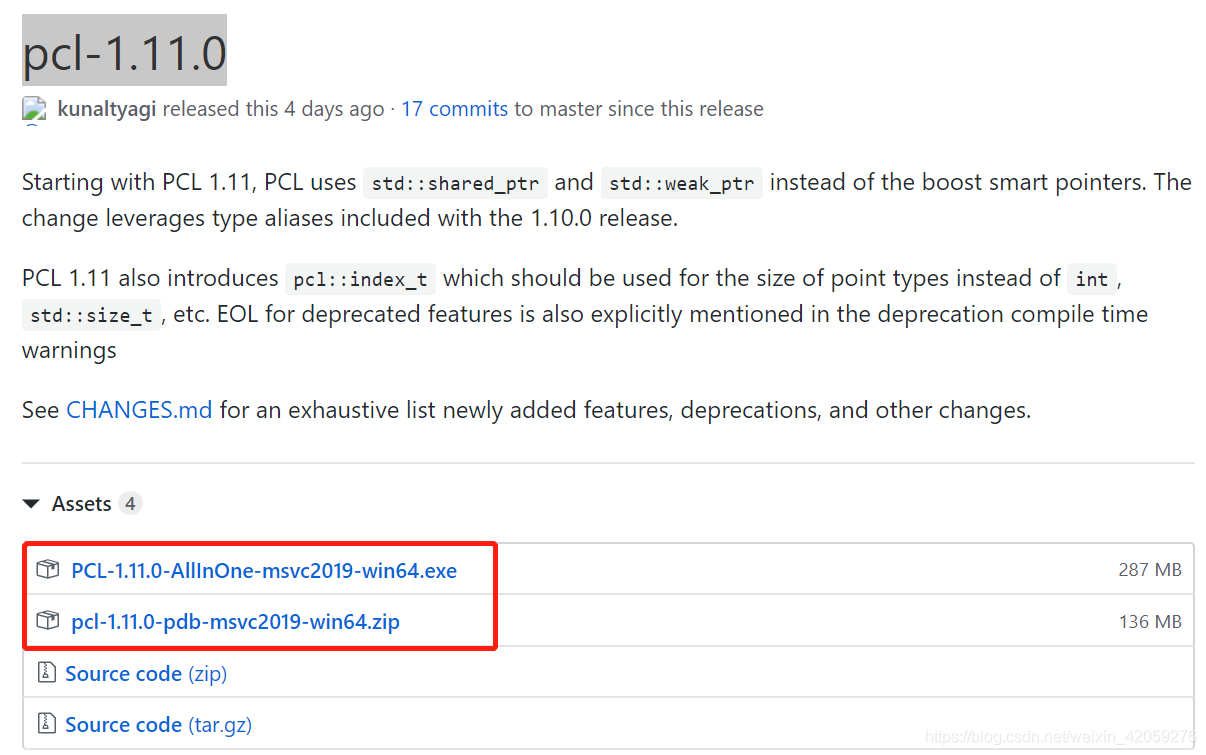 pcl-1.11.0
kunaltyagi released this 4 days ago · 17 commits to master since this release
Starting with PCL 1.11, PCL uses std::shared_ptr and std::weak_ptr instead of the boost smart pointers. The
change leverages type aliases included with the 1.10.0 release.
PCL 1.11 also introduces pcl::index_t which should be used for the size of point types instead of int ,
std::size_t , etc. EOL for deprecated features is also explicitly mentioned in the deprecation compile time
warnings
See CHANGES.md for an exhaustive list newly added features, deprecations, and other changes.
Assets 4
PCL-1.11.0-AllInOne-msvc2019-win64.exe 287 MB
pcl-1.11.0-pdb-msvc2019-win64.zip 136 MB
Source code (zip)
Source code (tar.gz)
https://blog.csdn.net/weixin_42059276